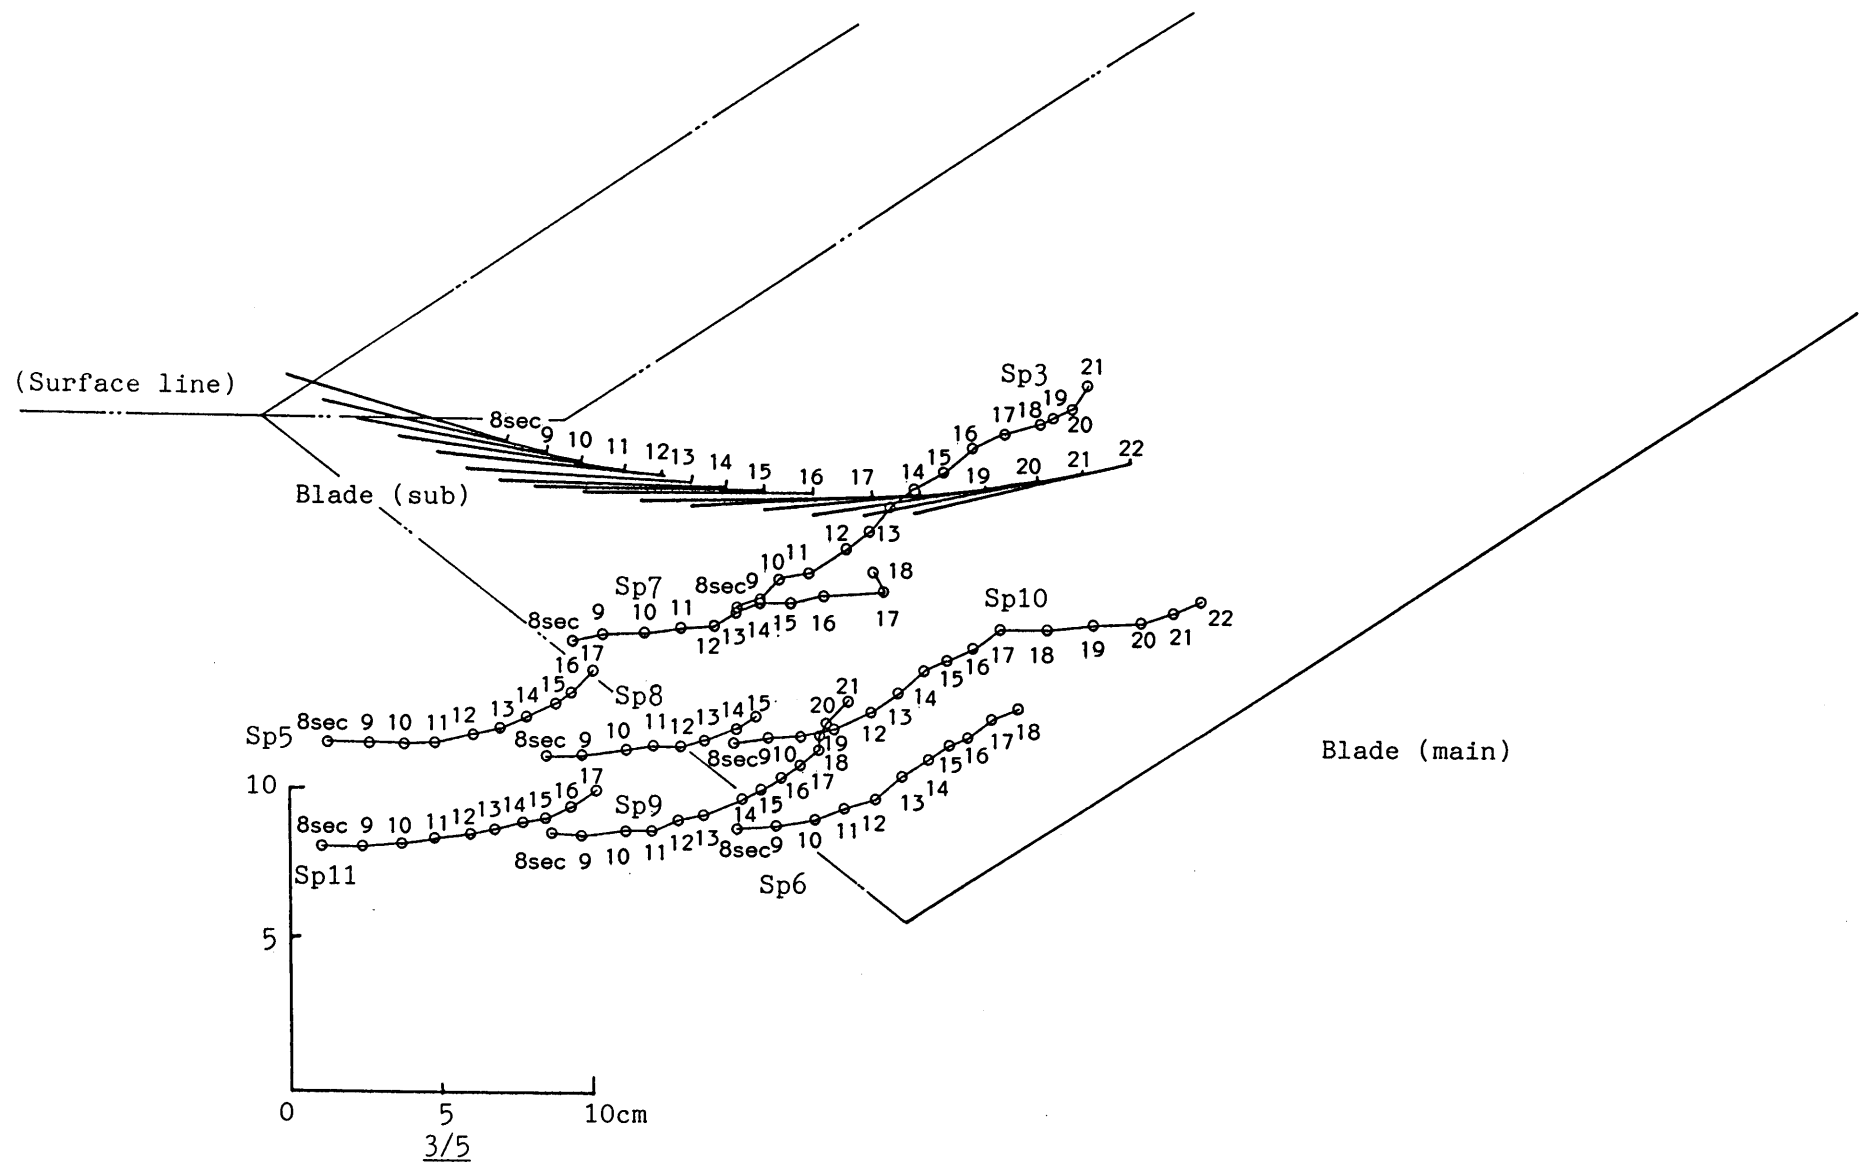 (Surface line)
8sec 9 10 11 12 13 14 15 16 17 19 20 21 22
Blade (sub)
Sp3
8sec 9 10 11 12 13 14 15 16 17 18 19 20 21
Sp7
8sec 9 10 11 12 13 14 15 16 17 18
Sp10
8sec 9 10 12 13 14 15 16 17 18 19 20 21 22
Sp5
8sec 9 10 11 12 13 14 15 16 17
Sp8
8sec 9 10 11 12 13 14 15
Blade (main)
Sp11
8sec 9 10 11 12 13 14 15 16 17
Sp9
8sec 9 10 11 12 13 14 15 16 17 18 19 20 21
Sp6
8sec 9 10 11 12 13 14 15 16 17 18
10
5
0 5 10cm
3/5